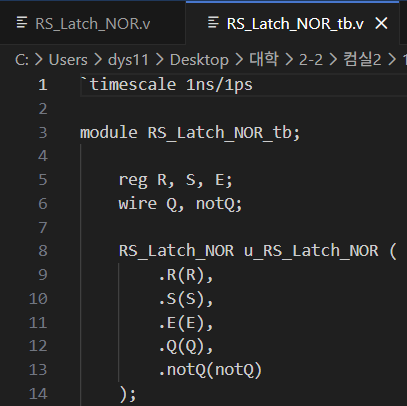 RS_Latch_NOR.v RS_Latch_NOR_tb.v
C: > Users > dys11 > Desktop > 대학 > 2-2 > 컴실2 >
1 `timescale 1ns/1ps
2
3 module RS_Latch_NOR_tb;
4
5 reg R, S, E;
6 wire Q, notQ;
7
8 RS_Latch_NOR u_RS_Latch_NOR (
9 .R(R),
10 .S(S),
11 .E(E),
12 .Q(Q),
13 .notQ(notQ)
14 );